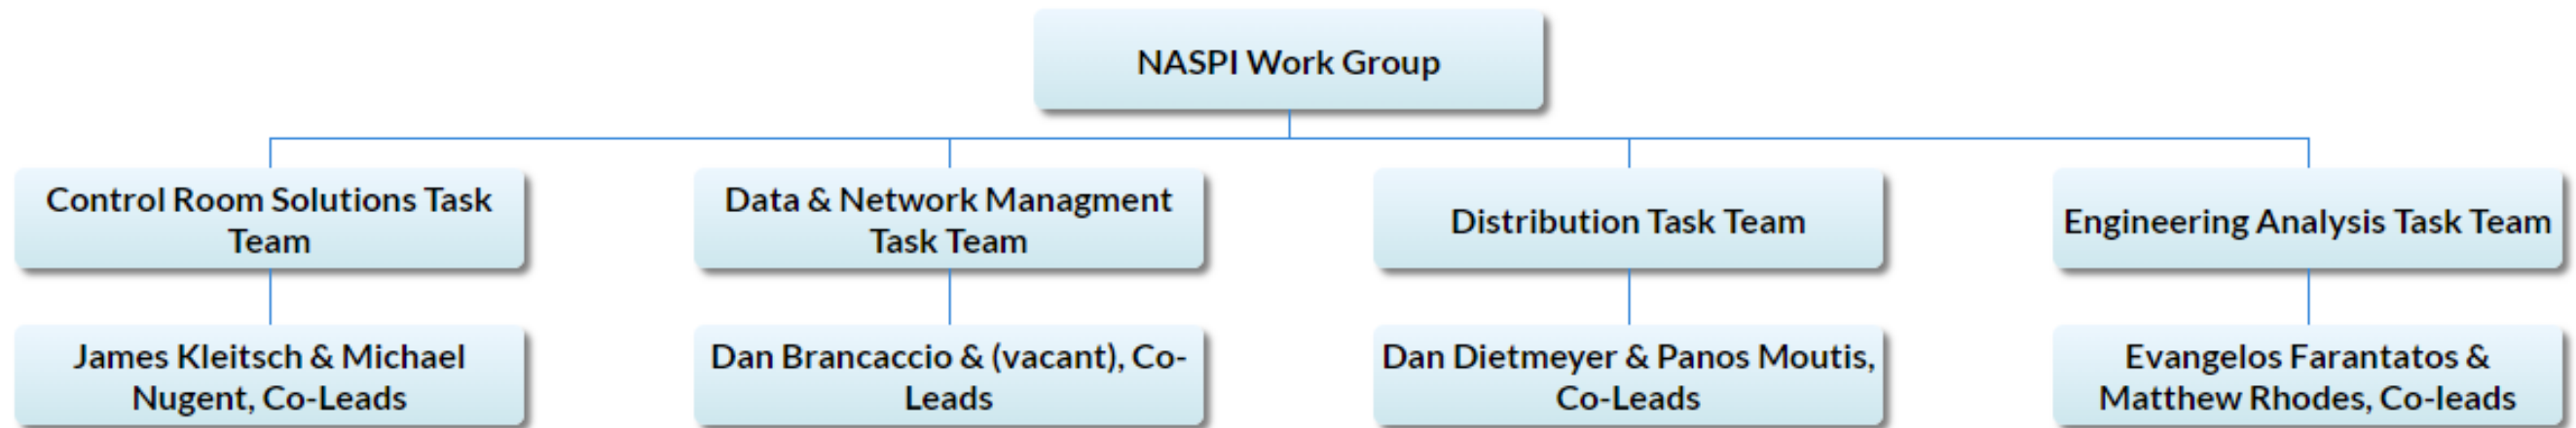 NASPI Work Group
Control Room Solutions Task
Team
Data & Network Managment
Task Team
Distribution Task Team
Engineering Analysis Task Team
James Kleitsch & Michael
Nugent, Co-Leads
Dan Brancaccio & (vacant), Co-
Leads
Dan Dietmeyer & Panos Moutis,
Co-Leads
Evangelos Farantatos &
Matthew Rhodes, Co-leads